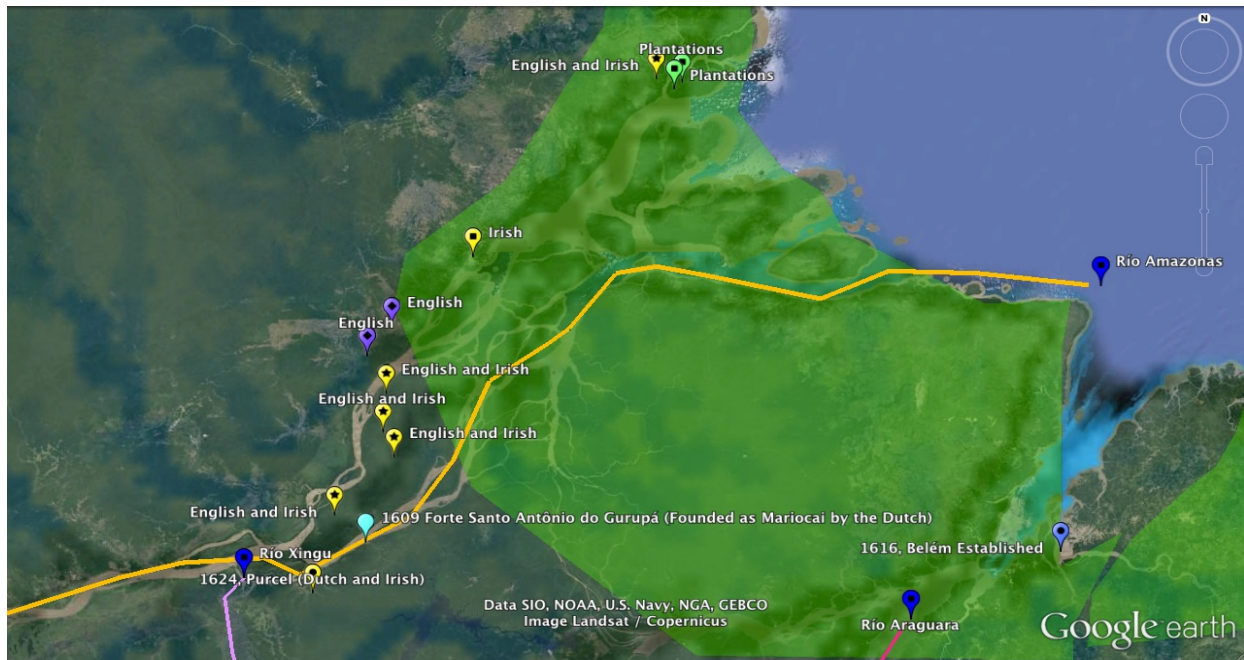 N
Plantations
English and Irish
Plantations
Irish
Río Amazonas
English
English
English and Irish
English and Irish
English and Irish
English and Irish
1609 Forte Santo Antônio do Gurupá (Founded as Mariocai by the Dutch)
1616, Belém Established
Río Xingu
1624, Purcel (Dutch and Irish)
Data SIO, NOAA, U.S. Navy, NGA, GEBCO
Image Landsat / Copernicus
Río Araguara
Google earth